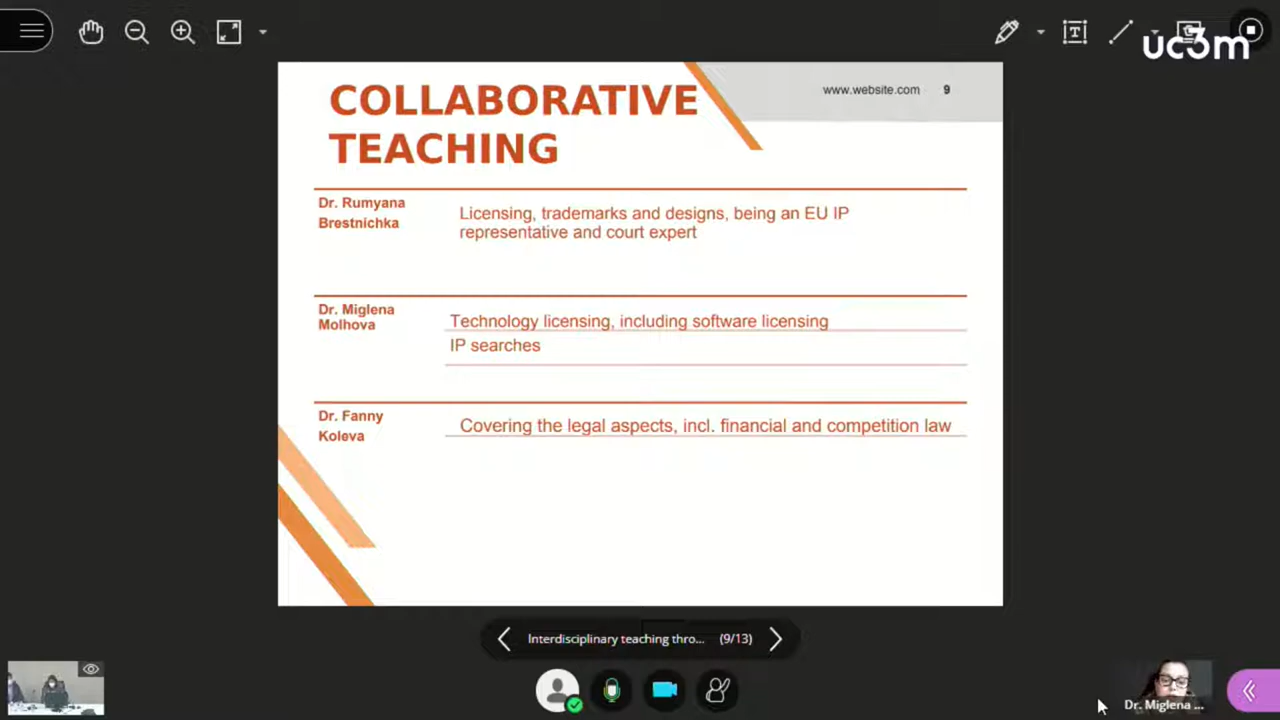 uc3m
COLLABORATIVE
TEACHING
www.website.com 9
Dr. Rumyana
Brestnichka
Licensing, trademarks and designs, being an EU IP
representative and court expert
Dr. Miglena
Molhova
Technology licensing, including software licensing
IP searches
Dr. Fanny
Koleva
Covering the legal aspects, incl. financial and competition law
Interdisciplinary teaching thro... (9/13)
Dr. Miglena ...